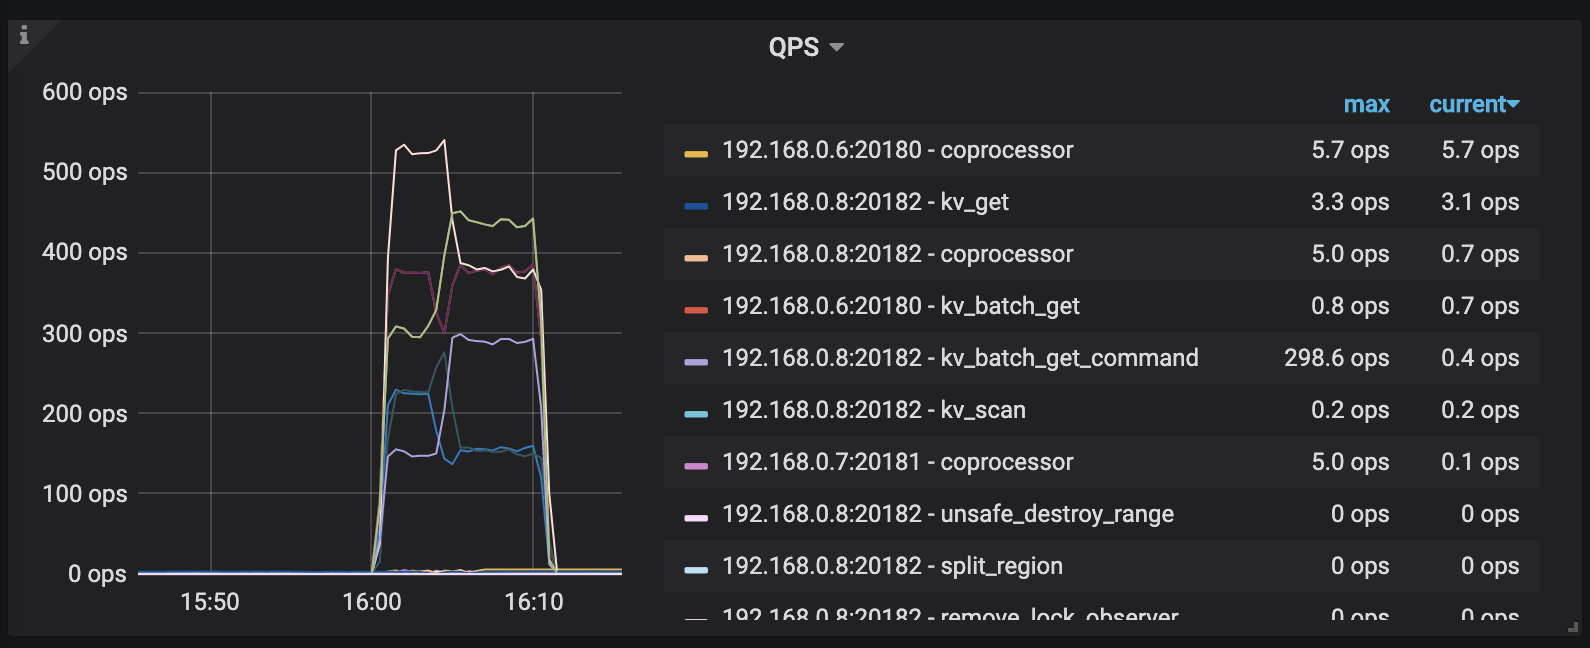 i
QPS
600 ops
500 ops
400 ops
300 ops
200 ops
100 ops
0 ops
15:50 16:00 16:10
max current
192.168.0.6:20180 - coprocessor 5.7 ops 5.7 ops
192.168.0.8:20182 - kv_get 3.3 ops 3.1 ops
192.168.0.8:20182 - coprocessor 5.0 ops 0.7 ops
192.168.0.6:20180 - kv_batch_get 0.8 ops 0.7 ops
192.168.0.8:20182 - kv_batch_get_command 298.6 ops 0.4 ops
192.168.0.8:20182 - kv_scan 0.2 ops 0.2 ops
192.168.0.7:20181 - coprocessor 5.0 ops 0.1 ops
192.168.0.8:20182 - unsafe_destroy_range 0 ops 0 ops
192.168.0.8:20182 - split_region 0 ops 0 ops
192.168.0.8:20182 - remove_lock_observer 0 ops 0 ops